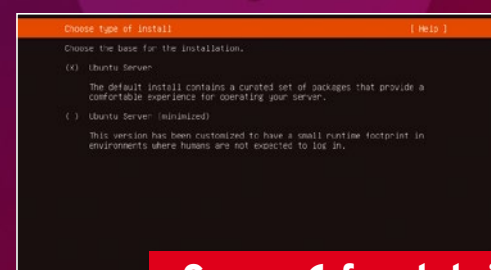 Choose type of install [ Help ]
Choose the base for the installation.
(X) Ubuntu Server
The default install contains a curated set of packages that provide a
comfortable experience for operating your server.
( ) Ubuntu Server (minimized)
This version has been customized to have a small runtime footprint in
environments where humans are not expected to log in.